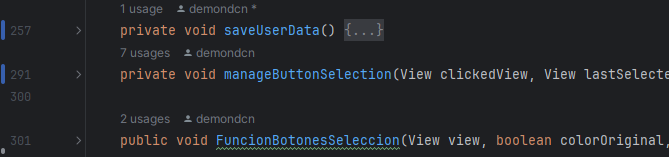 1 usage demondcn *
257 private void saveUserData() {...}
7 usages demondcn
291 private void manageButtonSelection(View clickedView, View lastSelecte
300
2 usages demondcn
301 public void FuncionBotonesSeleccion(View view, boolean colorOriginal,